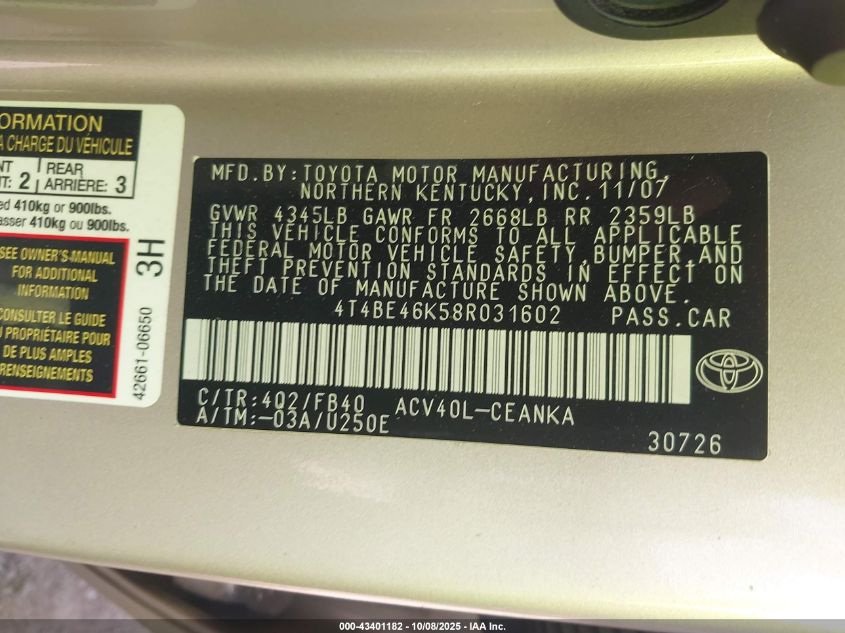 ORMATION
A CHARGE DU VÉHICULE
NT
T: 2
REAR
ARRIÈRE: 3
ed 410kg or 900lbs.
asser 410kg ou 900lbs.
SEE OWNER'S MANUAL
FOR ADDITIONAL
INFORMATION
CONSULTER LE GUIDE
U PROPRIÉTAIRE POUR
DE PLUS AMPLES
RENSEIGNEMENTS
3H
42661-06650
MFD.BY:TOYOTA MOTOR MANUFACTURING,
NORTHERN KENTUCKY,INC.11/07
GVWR 4345LB GAWR FR 2668LB RR 2359LB
THIS VEHICLE CONFORMS TO ALL APPLICABLE
FEDERAL MOTOR VEHICLE SAFETY,BUMPER,AND
THEFT PREVENTION STANDARDS IN EFFECT ON
THE DATE OF MANUFACTURE SHOWN ABOVE.
4T4BE46K58R031602 PASS.CAR
C/TR:4Q2/FB40 ACV40L-CEANKA
A/TM:-03A/U250E
30726
TOYOTA
000-43401182 - 10/08/2025 - ©2025 IAA, Inc.